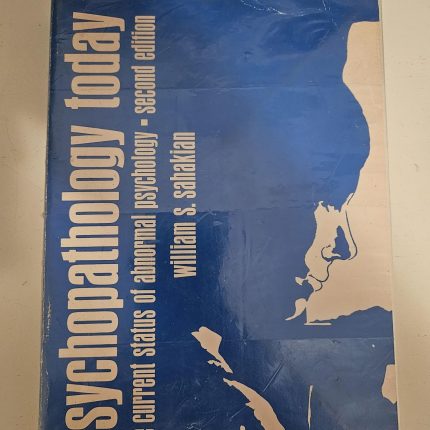 sychopathology today
current status of abnormal psychology • second edition
william s. sahakian